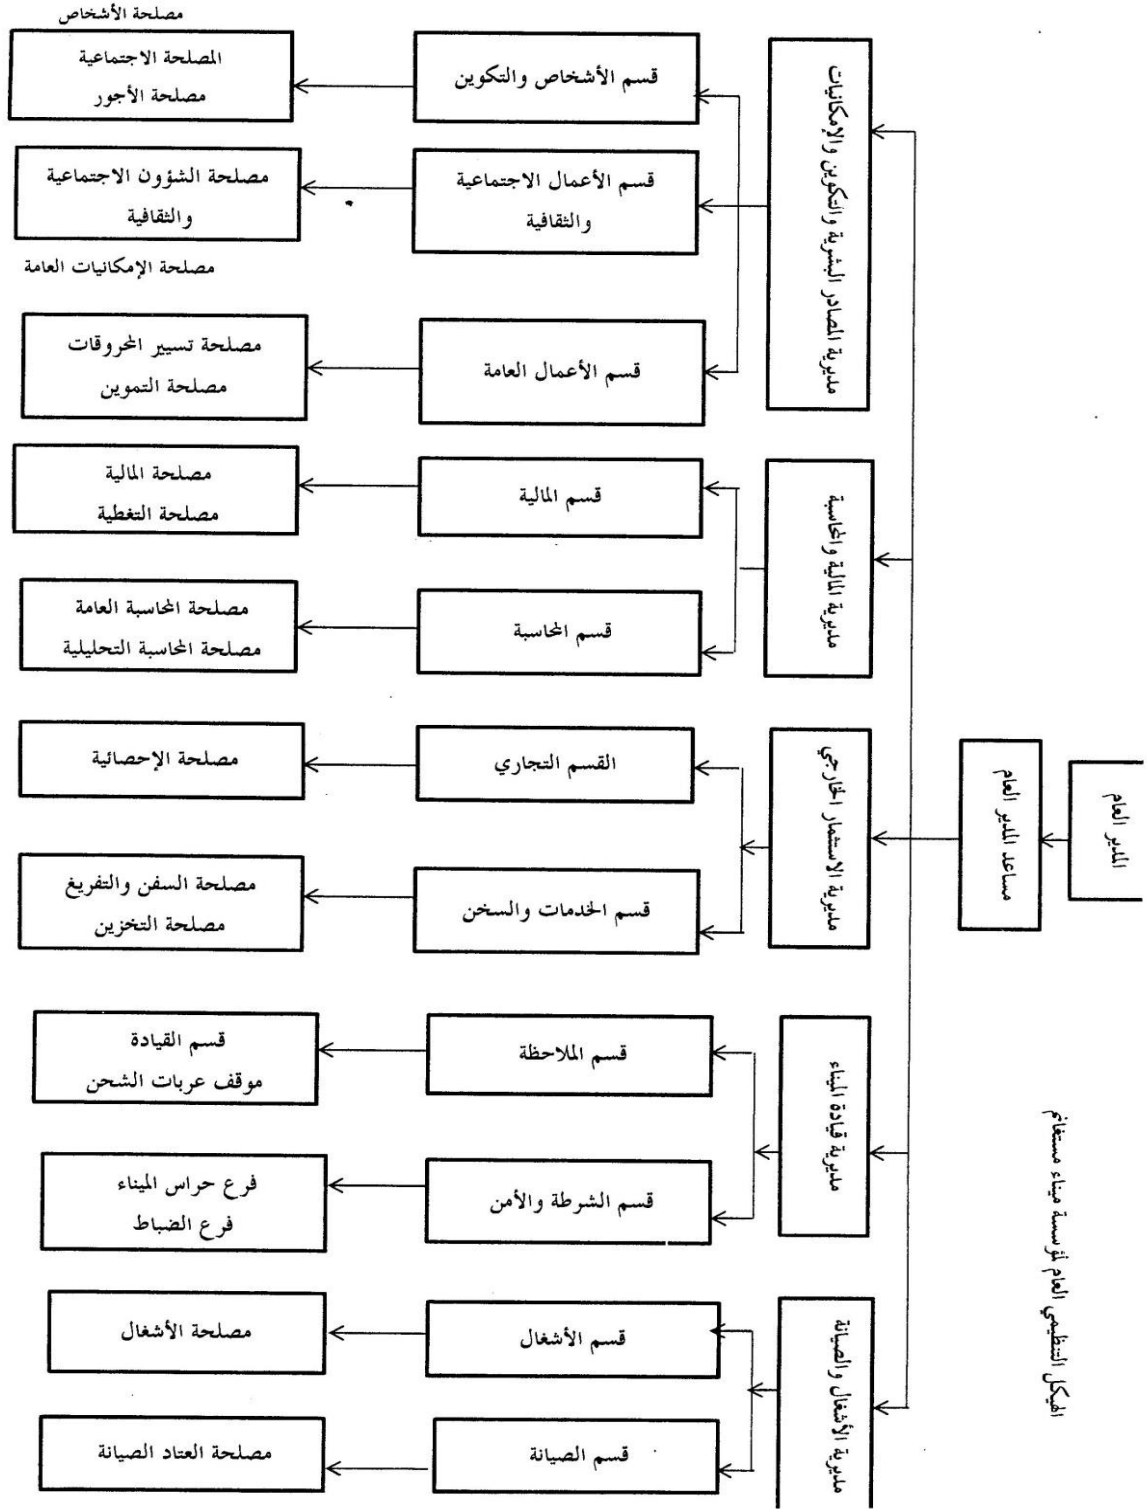 الهيكل التنظيمي العام لمؤسسة ميناء مستغانم
المدير العام
مساعد المدير العام
مديرية المصادر البشرية والتكوين والإمكانيات
قسم الأشخاص والتكوين
مصلحة الأشخاص
المصلحة الاجتماعية
مصلحة الأجور
قسم الأعمال الاجتماعية
والثقافية
مصلحة الشؤون الاجتماعية
والثقافية
قسم الأعمال العامة
مصلحة الإمكانيات العامة
مصلحة تسيير المحروقات
مصلحة التموين
مديرية المالية والمحاسبة
قسم المالية
مصلحة المالية
مصلحة التغطية
قسم المحاسبة
مصلحة المحاسبة العامة
مصلحة المحاسبة التحليلية
مديرية الاستثمار الخارجي
القسم التجاري
مصلحة الإحصائية
قسم الخدمات والسخن
مصلحة السفن والتفريغ
مصلحة التخزين
مديرية قيادة الميناء
قسم الملاحظة
قسم القيادة
موقف عربات الشحن
قسم الشرطة والأمن
فرع حراس الميناء
فرع الضباط
مديرية الأشغال والصيانة
قسم الأشغال
مصلحة الأشغال
قسم الصيانة
مصلحة العتاد الصيانة